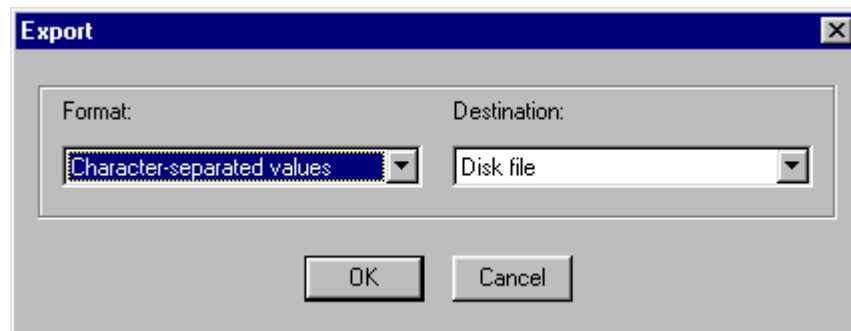 Export
Format:
Destination:
Character-separated values
Disk file
OK
Cancel